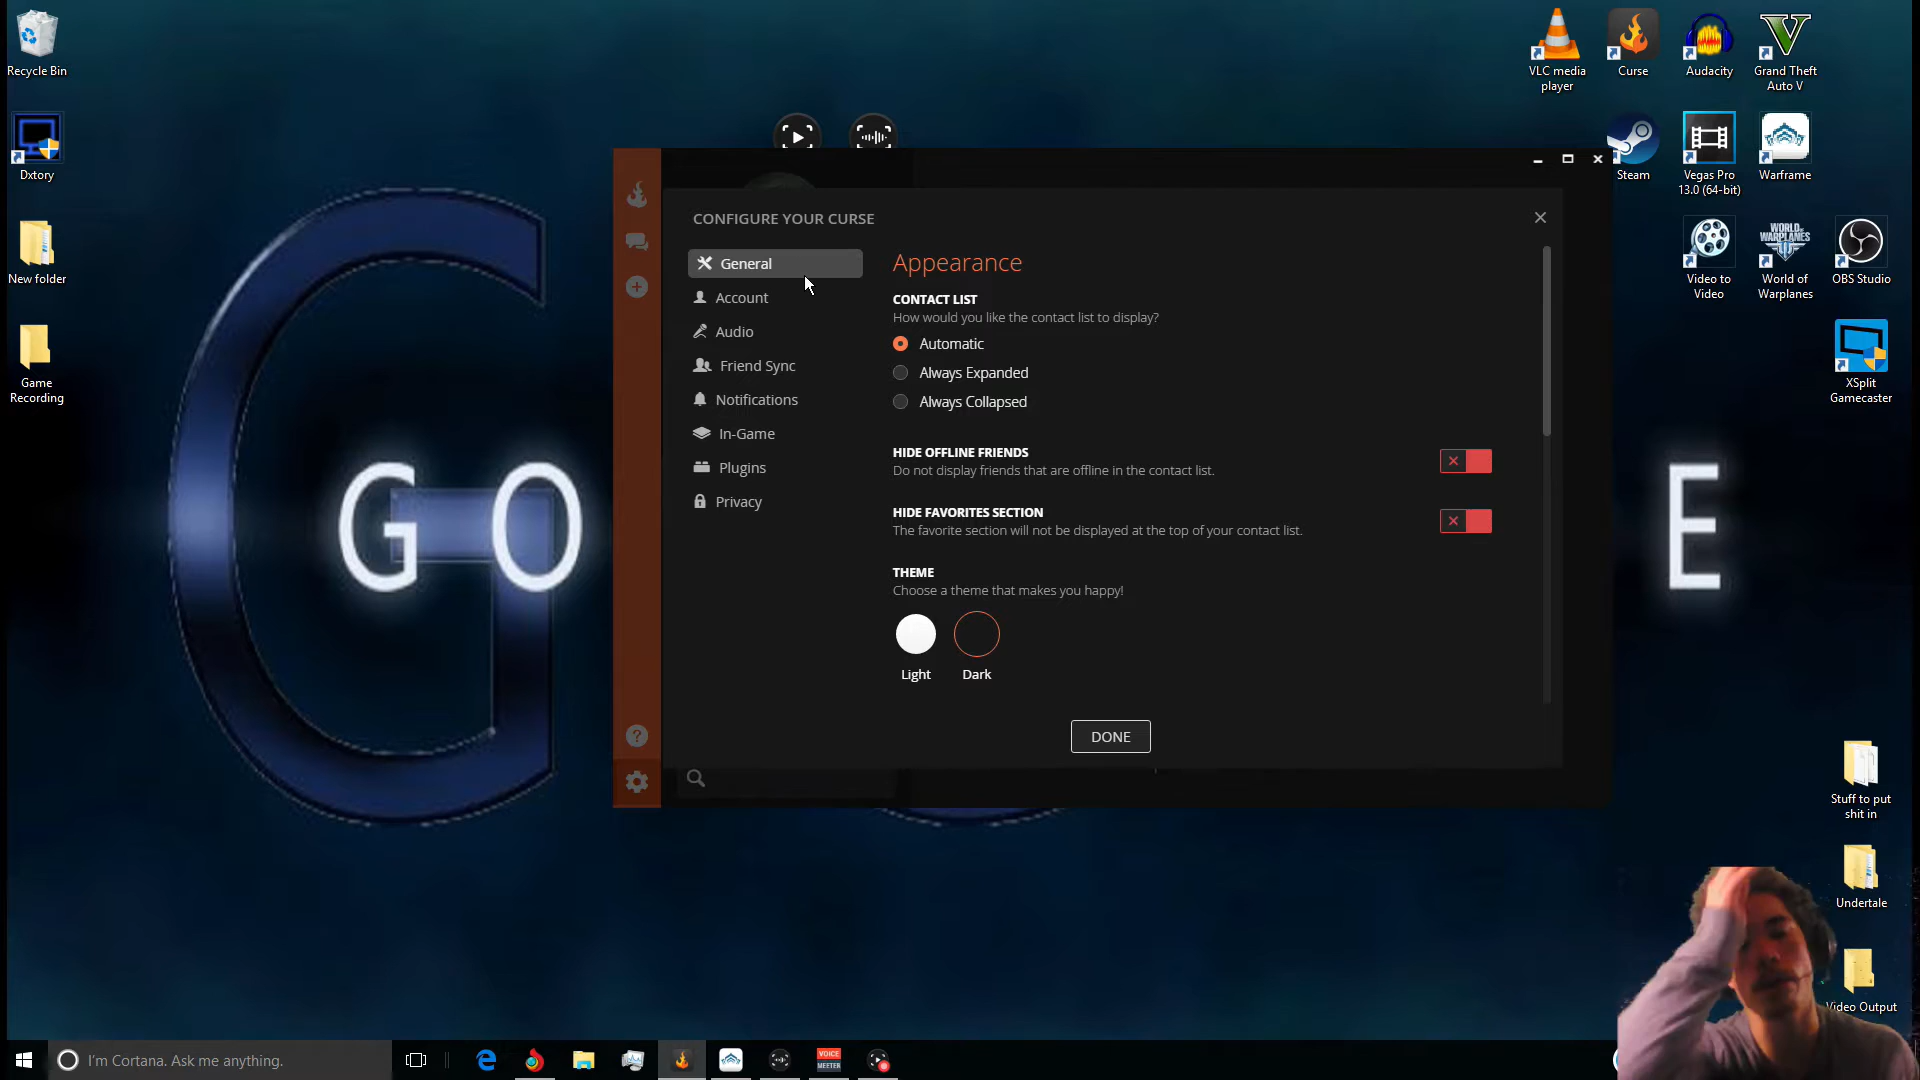 Recycle Bin
Dxtory
New folder
Game
Recording
VLC media
player
Curse
Audacity
Grand Theft
Auto V
Steam
Vegas Pro
13.0 (64-bit)
Warframe
Video to
Video
WORLD OF
WARPLANES
World of
Warplanes
OBS Studio
XSplit
Gamecaster
Stuff to put
shit in
Undertale
Video Output
G O
E
CONFIGURE YOUR CURSE
General
Account
Audio
Friend Sync
Notifications
In-Game
Plugins
Privacy
Appearance
CONTACT LIST
How would you like the contact list to display?
Automatic
Always Expanded
Always Collapsed
HIDE OFFLINE FRIENDS
Do not display friends that are offline in the contact list.
HIDE FAVORITES SECTION
The favorite section will not be displayed at the top of your contact list.
THEME
Choose a theme that makes you happy!
Light
Dark
DONE
I'm Cortana. Ask me anything.
VOICE
MEETER